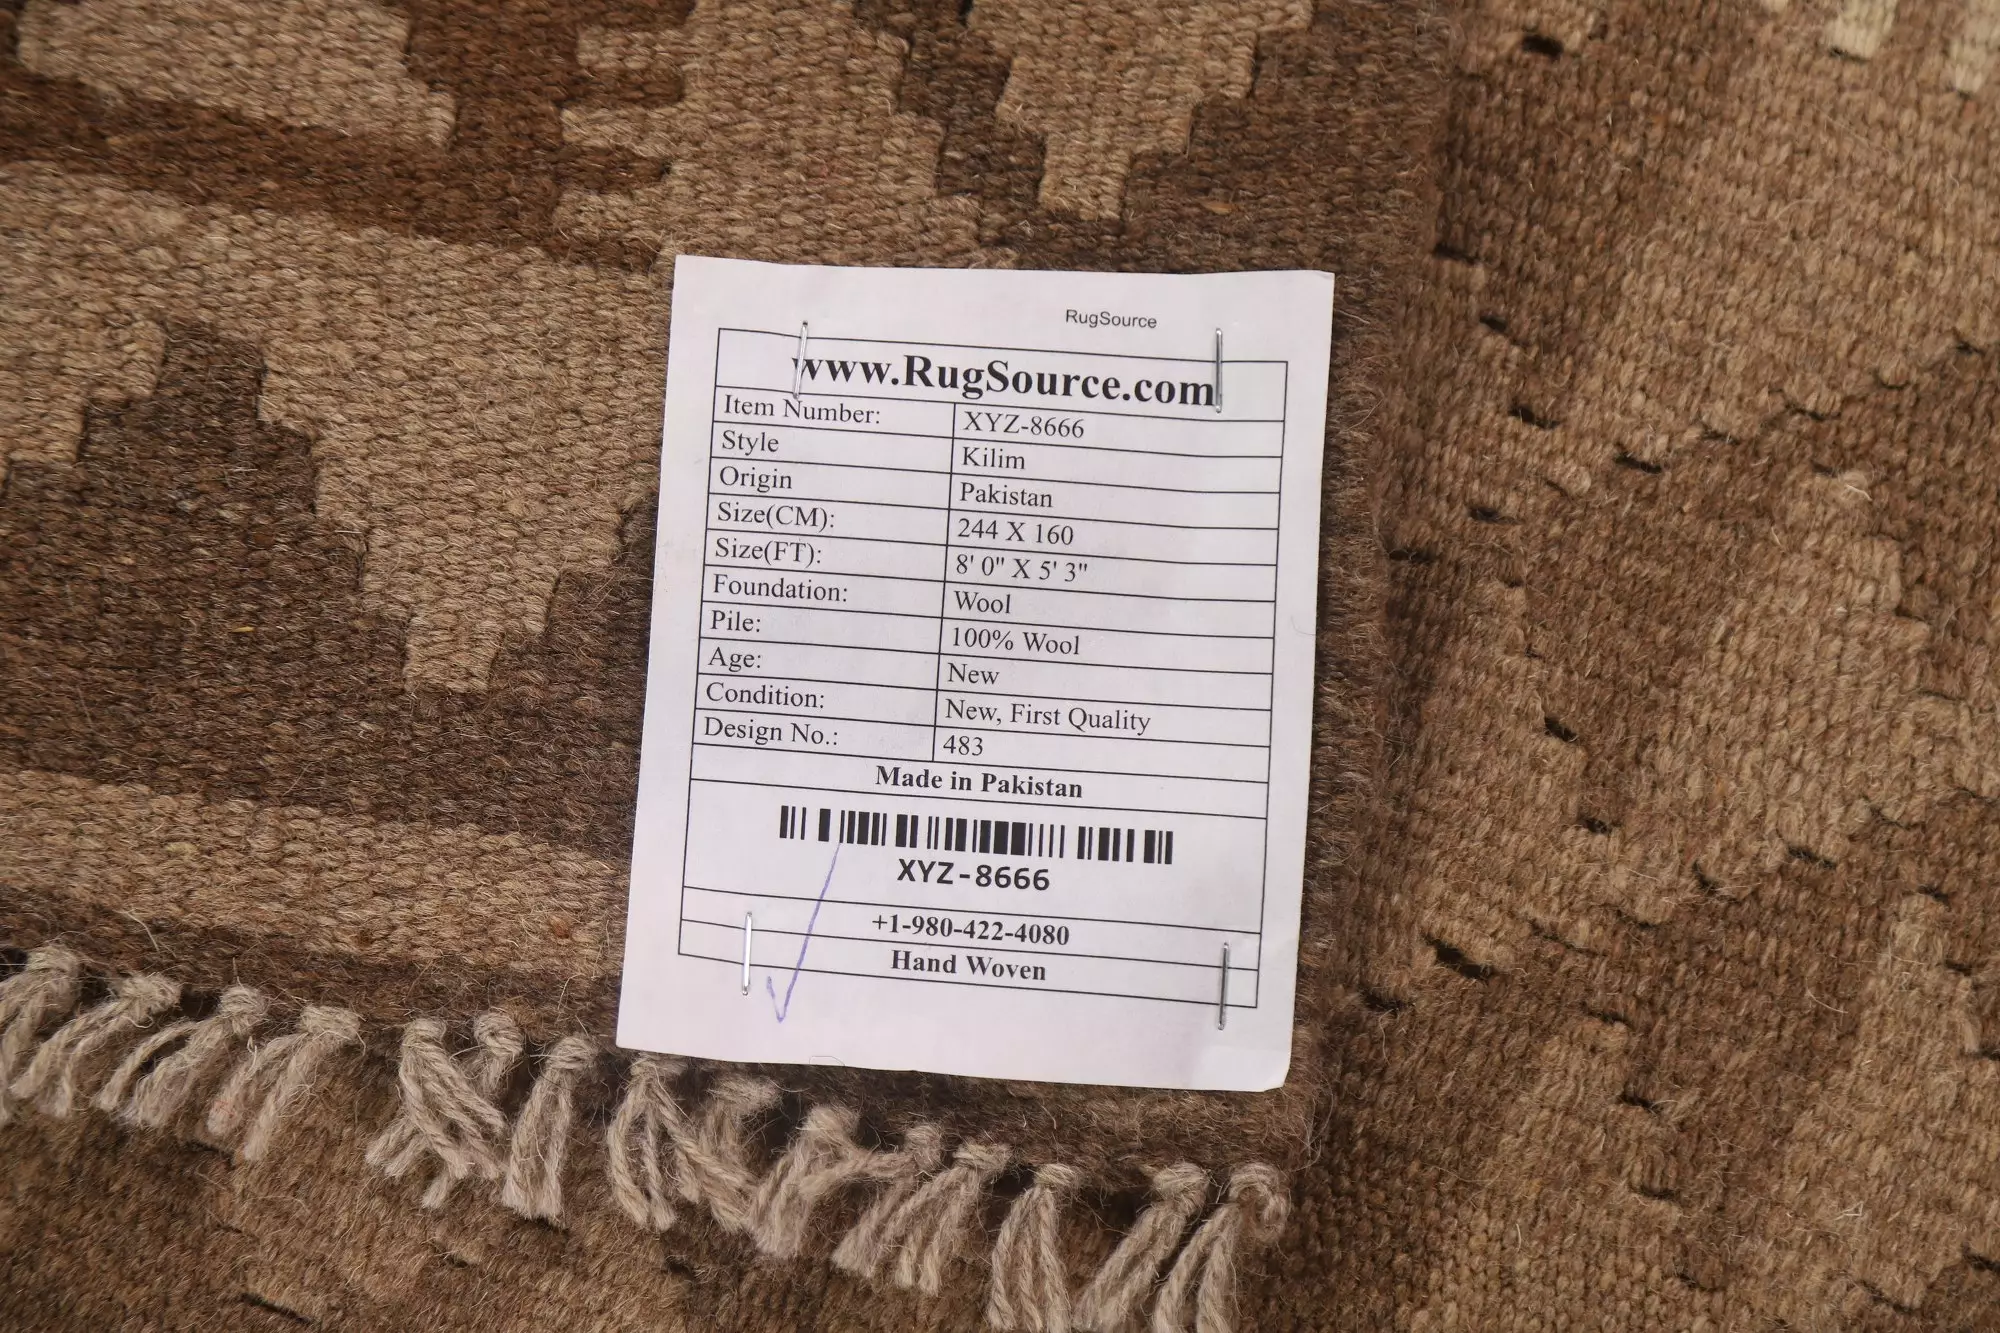 RugSource
www.RugSource.com
Item Number: XYZ-8666
Style Kilim
Origin Pakistan
Size(CM): 244 X 160
Size(FT): 8' 0" X 5' 3"
Foundation: Wool
Pile: 100% Wool
Age: New
Condition: New, First Quality
Design No.: 483
Made in Pakistan
XYZ-8666
+1-980-422-4080
Hand Woven